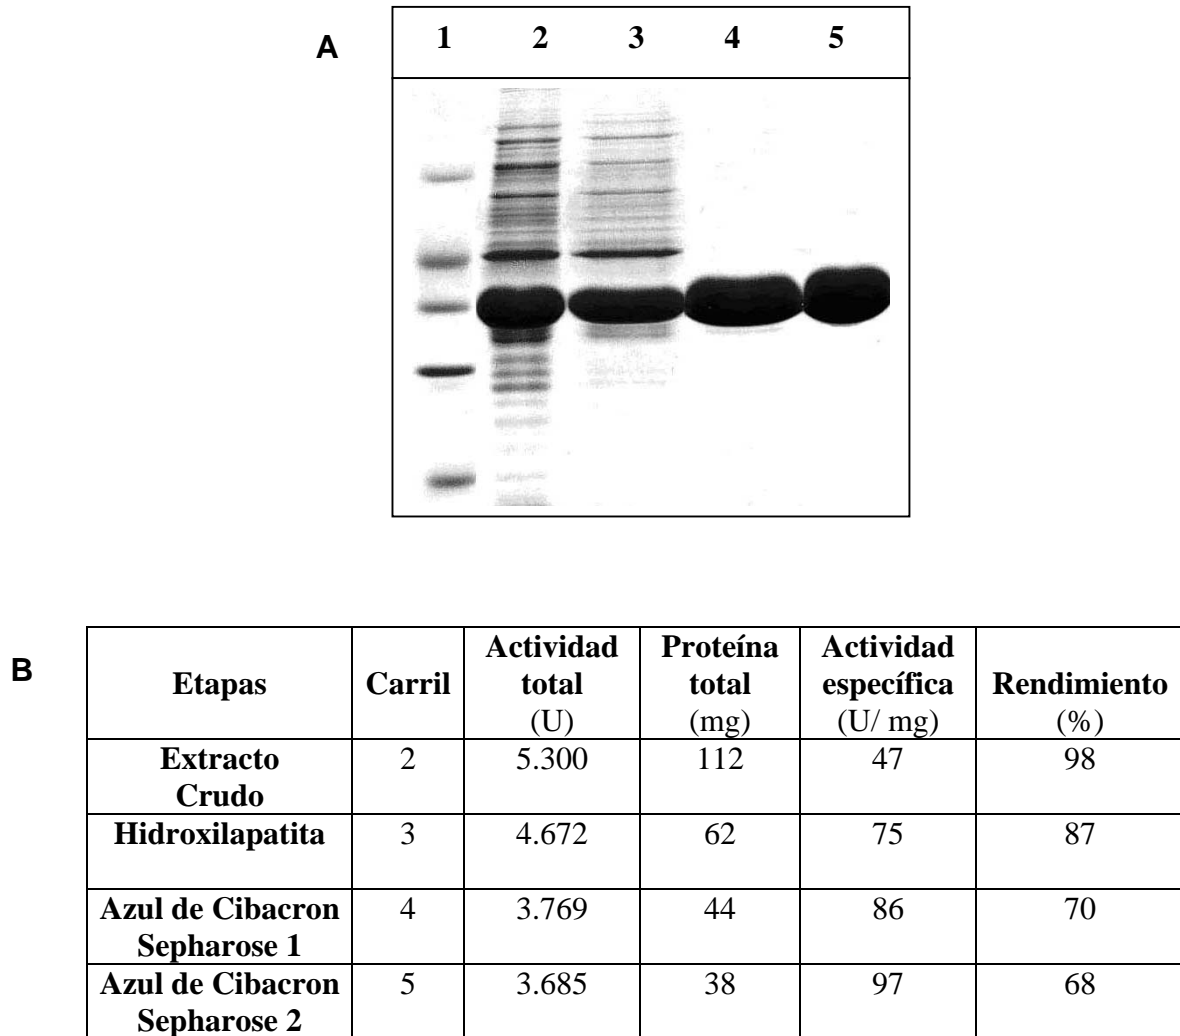 A
1 2 3 4 5
B
Etapas Carril Actividad total (U) Proteína total (mg) Actividad específica (U/ mg) Rendimiento (%)
Extracto Crudo 2 5.300 112 47 98
Hidroxilapatita 3 4.672 62 75 87
Azul de Cibacron Sepharose 1 4 3.769 44 86 70
Azul de Cibacron Sepharose 2 5 3.685 38 97 68